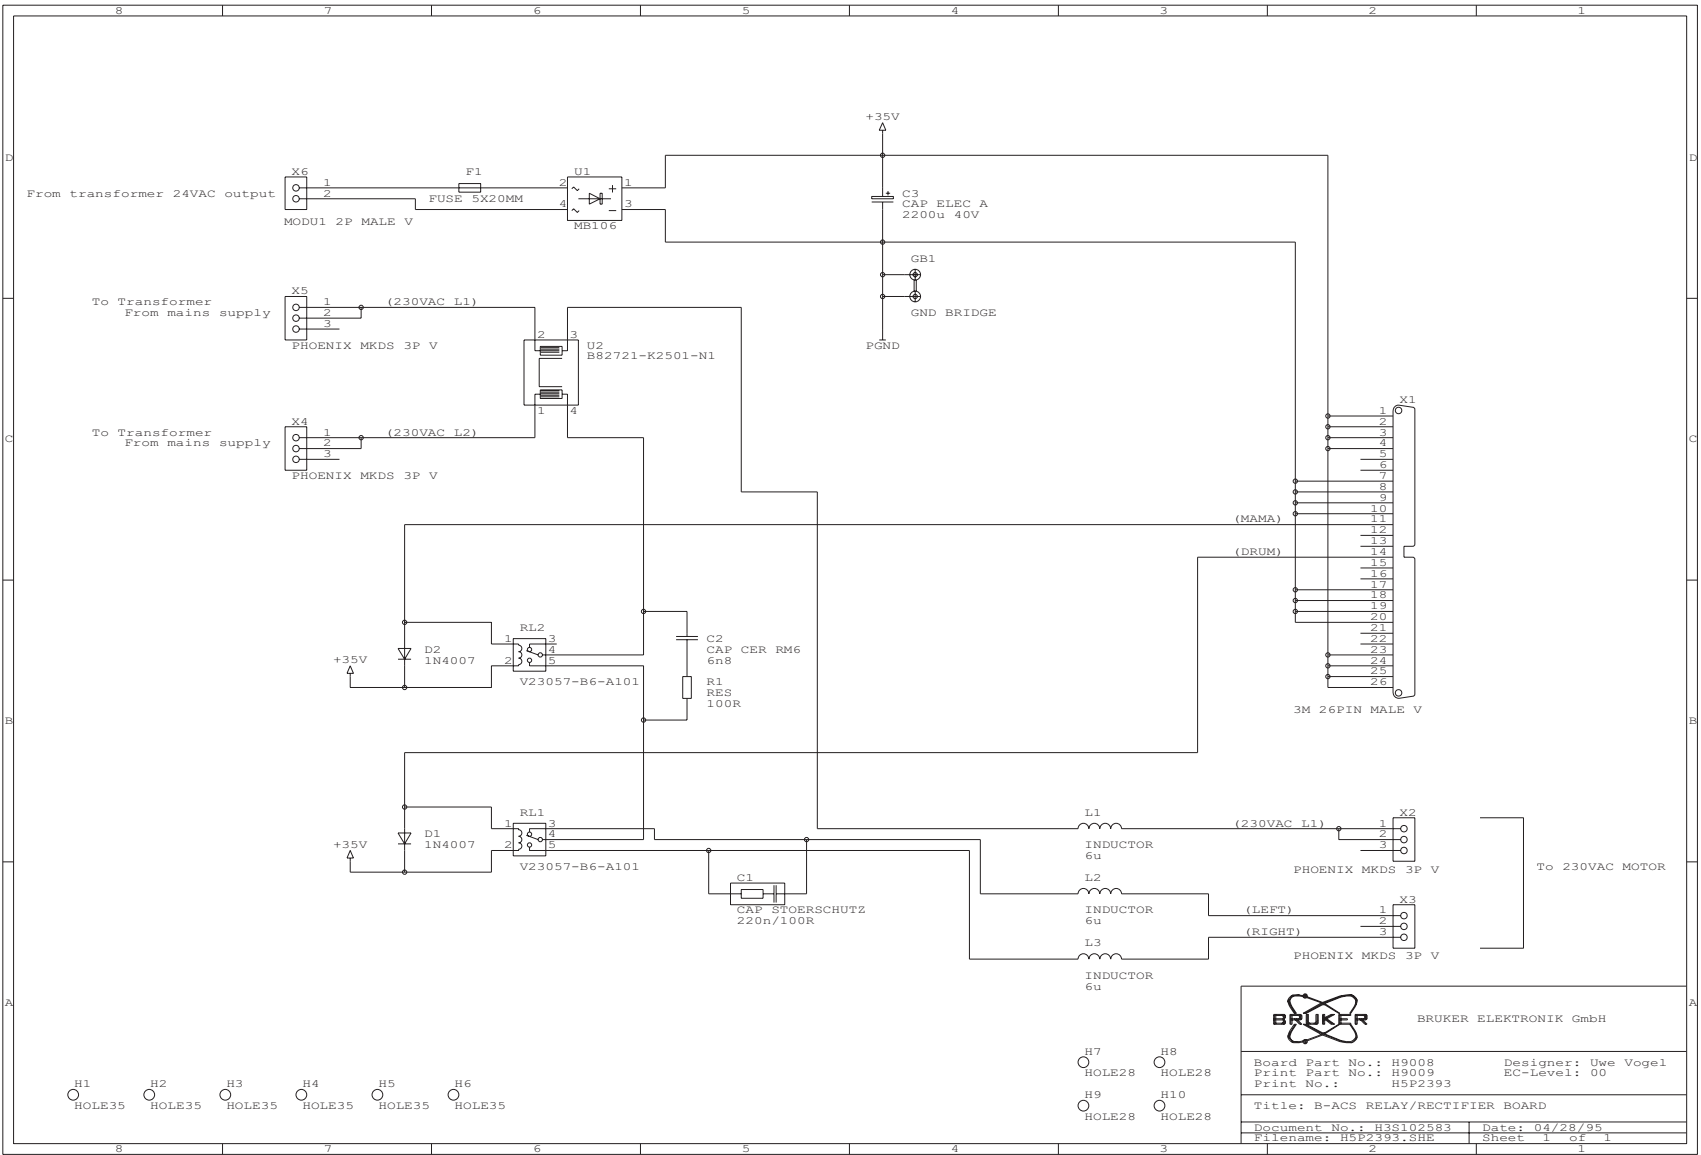 8 7 6 5 4 3 2 1
+35V
D D
X6
F1
U1
From transformer 24VAC output
1
2
2
4
1
3
FUSE 5X20MM
MODU1 2P MALE V
MB106
C3
CAP ELEC A
2200u 40V
GB1
GND BRIDGE
PGND
X5
To Transformer
From mains supply
1
2
3
(230VAC L1)
PHOENIX MKDS 3P V
2 3
U2
B82721-K2501-N1
1 4
X4
To Transformer
From mains supply
1
2
3
(230VAC L2)
PHOENIX MKDS 3P V
C C
X1
1
2
3
4
5
6
7
8
9
10
11
12
13
14
15
16
17
18
19
20
21
22
23
24
25
26
(MAMA)
(DRUM)
3M 26PIN MALE V
RL2
1
2
3
4
5
D2
1N4007
+35V
V23057-B6-A101
C2
CAP CER RM6
6n8
R1
RES
100R
B B
RL1
1
2
3
4
5
D1
1N4007
+35V
V23057-B6-A101
C1
CAP STOERSCHUTZ
220n/100R
L1
INDUCTOR
6u
L2
INDUCTOR
6u
L3
INDUCTOR
6u
(230VAC L1)
X2
1
2
3
PHOENIX MKDS 3P V
To 230VAC MOTOR
(LEFT)
(RIGHT)
X3
1
2
3
PHOENIX MKDS 3P V
A A
BRUKER
BRUKER ELEKTRONIK GmbH
Board Part No.: H9008 Designer: Uwe Vogel
Print Part No.: H9009 EC-Level: 00
Print No.: H5P2393
Title: B-ACS RELAY/RECTIFIER BOARD
Document No.: H3S102583 Date: 04/28/95
Filename: H5P2393.SHE Sheet 1 of 1
H7 H8
HOLE28 HOLE28
H9 H10
HOLE28 HOLE28
H1 H2 H3 H4 H5 H6
HOLE35 HOLE35 HOLE35 HOLE35 HOLE35 HOLE35
8 7 6 5 4 3 2 1